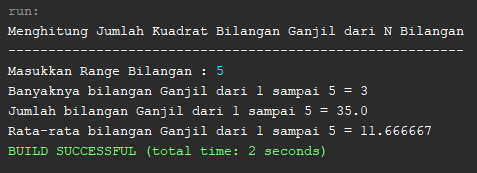 run:
Menghitung Jumlah Kuadrat Bilangan Ganjil dari N Bilangan
---------------------------------------------------------
Masukkan Range Bilangan : 5
Banyaknya bilangan Ganjil dari 1 sampai 5 = 3
Jumlah bilangan Ganjil dari 1 sampai 5 = 35.0
Rata-rata bilangan Ganjil dari 1 sampai 5 = 11.666667
BUILD SUCCESSFUL (total time: 2 seconds)